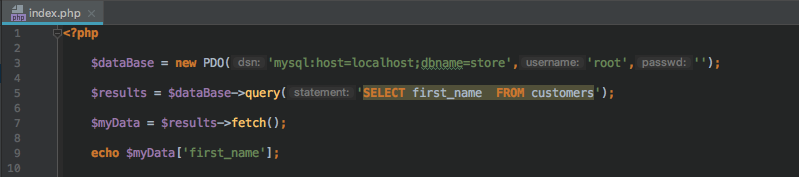 index.php
1 <?php
2
3 $dataBase = new PDO( dsn: 'mysql:host=localhost;dbname=store', username: 'root', passwd: '');
4
5 $results = $dataBase->query( statement: 'SELECT first_name  FROM customers');
6
7 $myData = $results->fetch();
8
9 echo $myData['first_name'];
10